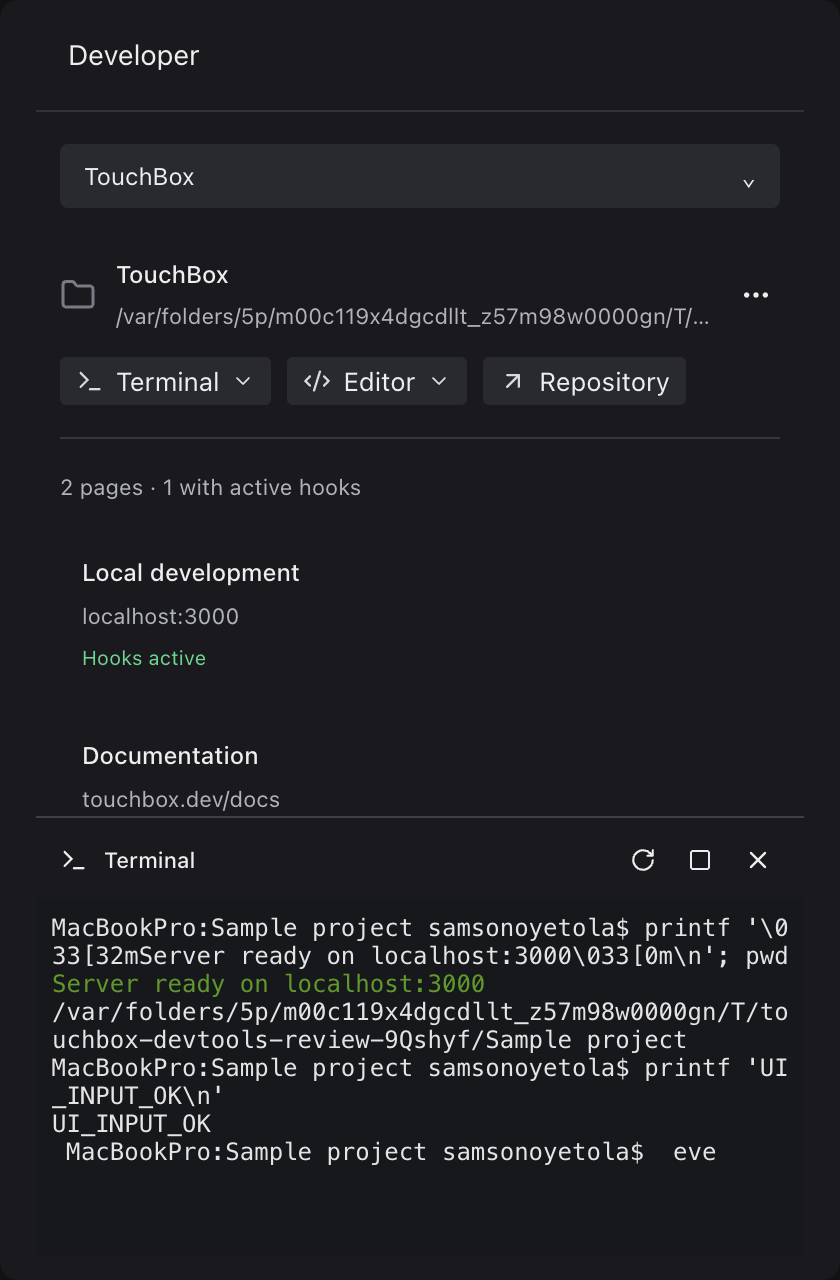 Developer
TouchBox
TouchBox
/var/folders/5p/m00c119x4dgcdllt_z57m98w0000gn/T/...
>_ Terminal </> Editor Repository
2 pages · 1 with active hooks
Local development
localhost:3000
Hooks active
Documentation
touchbox.dev/docs
>_ Terminal
MacBookPro:Sample project samsonoyetola$ printf '\0
33[32mServer ready on localhost:3000\033[0m\n'; pwd
Server ready on localhost:3000
/var/folders/5p/m00c119x4dgcdllt_z57m98w0000gn/T/to
uchbox-devtools-review-9Qshyf/Sample project
MacBookPro:Sample project samsonoyetola$ printf 'UI
_INPUT_OK\n'
UI_INPUT_OK
MacBookPro:Sample project samsonoyetola$  eve